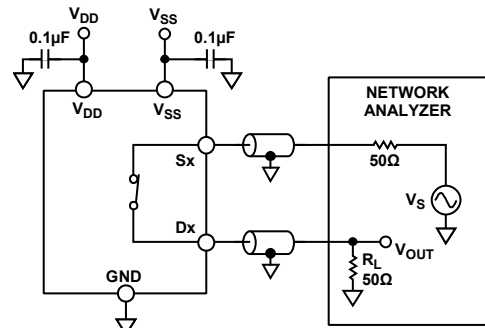 VDD
VSS
0.1µF
0.1µF
VDD
VSS
NETWORK
ANALYZER
Sx
50Ω
VS
Dx
VOUT
RL
50Ω
GND